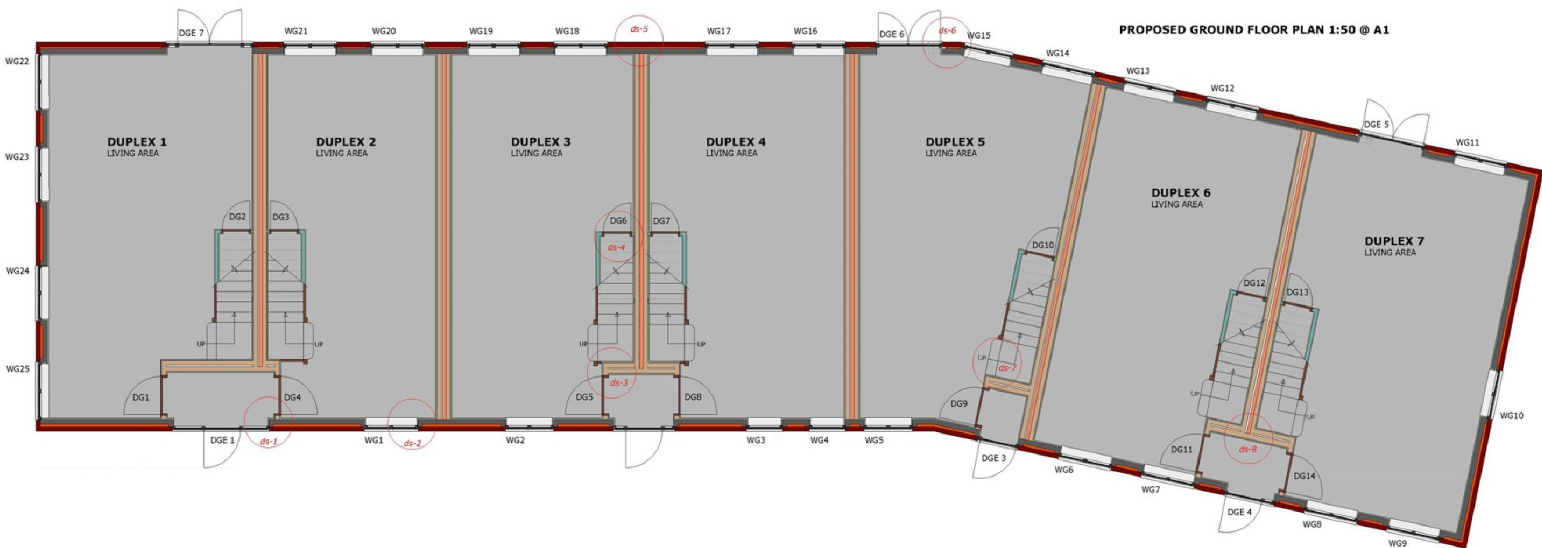 DGE 7
WG21
WG20
WG19
WG18
ds-5
WG17
WG16
DGE 6
ds-6
WG15
PROPOSED GROUND FLOOR PLAN 1:50 @ A1
WG22
WG14
WG13
WG12
DGE 5
WG11
DUPLEX 1
LIVING AREA
DUPLEX 2
LIVING AREA
DUPLEX 3
LIVING AREA
DUPLEX 4
LIVING AREA
DUPLEX 5
LIVING AREA
WG23
DUPLEX 6
LIVING AREA
DUPLEX 7
LIVING AREA
DG2
DG3
DG6
DG7
ds-4
DG10
WG24
DG12
DG13
UP
UP
UP
UP
UP
ds-7
WG25
ds-3
UP
UP
DG1
DG4
DG5
DG8
DG9
WG10
DGE 1
ds-1
WG1
ds-2
WG2
WG3
WG4
WG5
DGE 3
WG6
ds-8
DG11
DG14
WG7
DGE 4
WG8
WG9